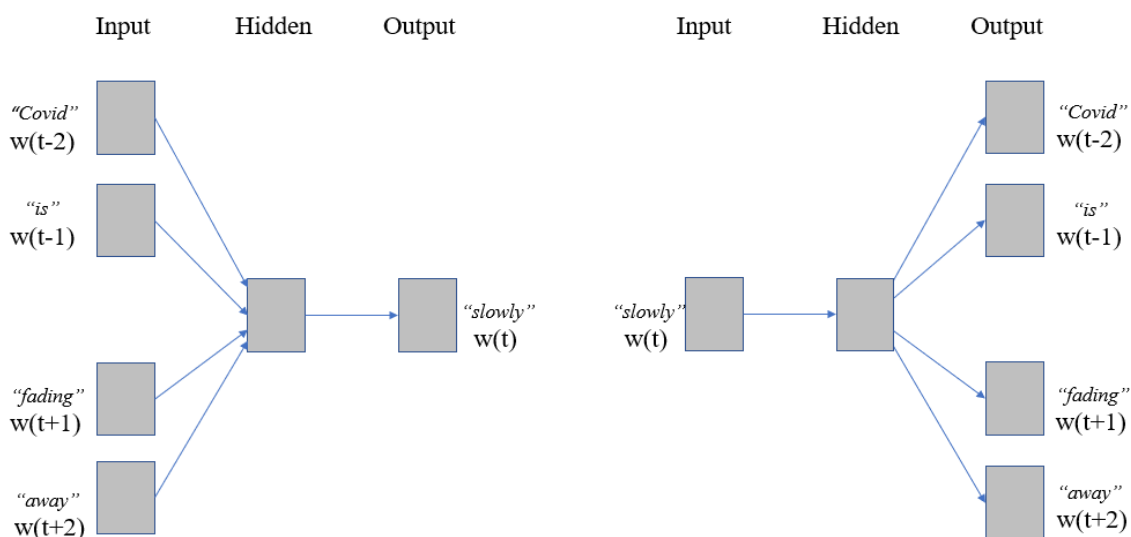 Input Hidden Output
“Covid”
w(t-2)
“is”
w(t-1)
“slowly”
w(t)
“fading”
w(t+1)
“away”
w(t+2)
Input Hidden Output
“slowly”
w(t)
“Covid”
w(t-2)
“is”
w(t-1)
“fading”
w(t+1)
“away”
w(t+2)